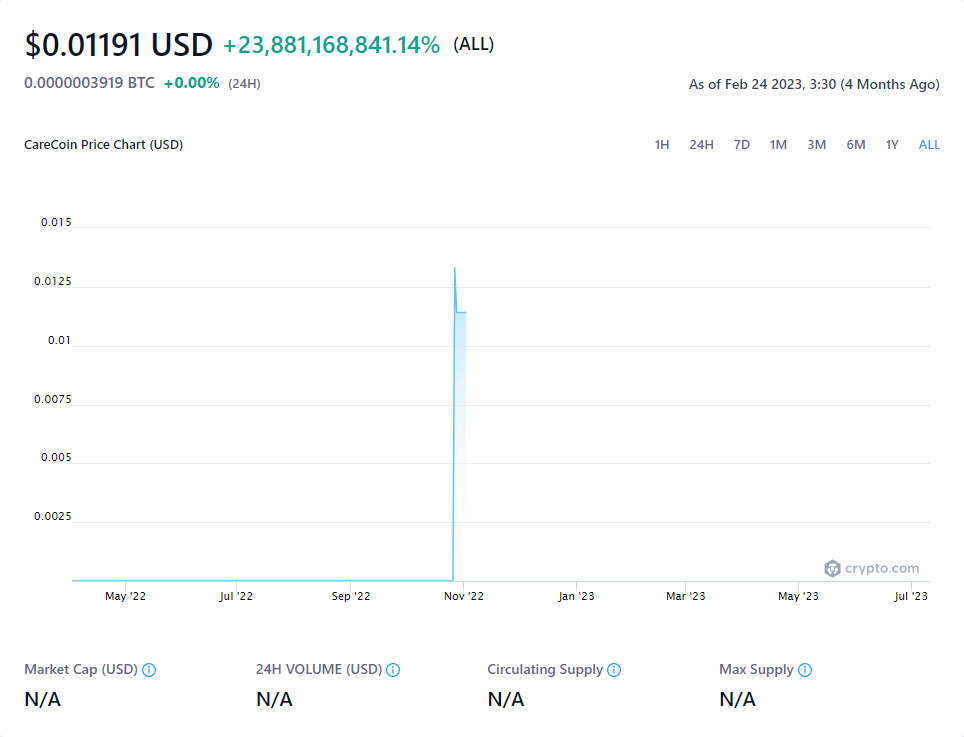 $0.01191 USD +23,881,168,841.14% (ALL)
0.0000003919 BTC +0.00% (24H)
As of Feb 24 2023, 3:30 (4 Months Ago)
CareCoin Price Chart (USD)
1H 24H 7D 1M 3M 6M 1Y ALL
0.015
0.0125
0.01
0.0075
0.005
0.0025
crypto.com
May '22 Jul '22 Sep '22 Nov '22 Jan '23 Mar '23 May '23 Jul '23
Market Cap (USD) 24H VOLUME (USD) Circulating Supply Max Supply
N/A N/A N/A N/A